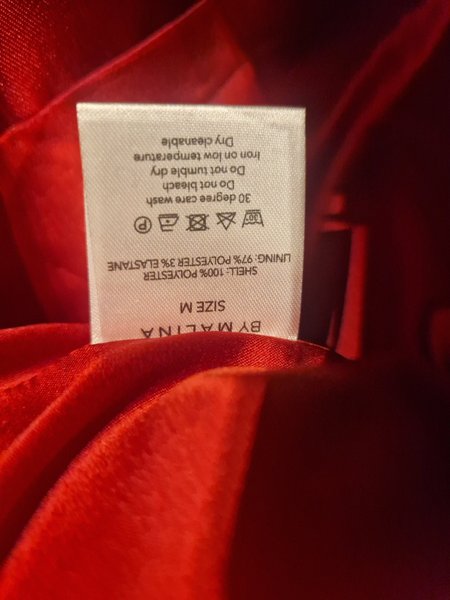 BY MALINA
SIZE M
SHELL: 100% POLYESTER
LINING: 97% POLYESTER 3% ELASTANE
30
P
30 degree care wash
Do not bleach
Do not tumble dry
iron on low temperature
Dry cleanable